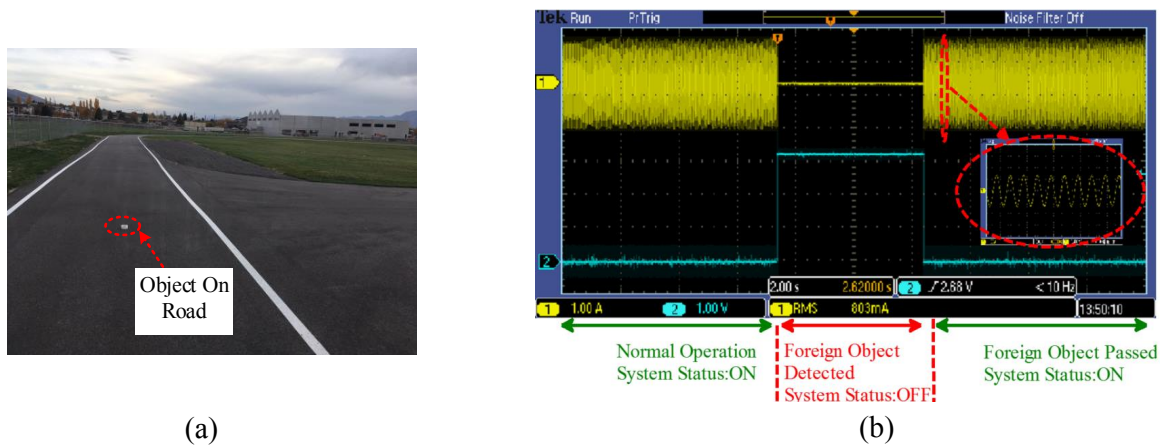 Object On
Road
(a)
Tek Run
PrTrig
Noise Filter Off
1
2
2.00 s
2.62000 s
2
2.68 V
< 10 Hz
1
1.00 A
2
1.00 V
1
RMS
803mA
13:50:10
Normal Operation
System Status:ON
Foreign Object
Detected
System Status:OFF
Foreign Object Passed
System Status:ON
(b)